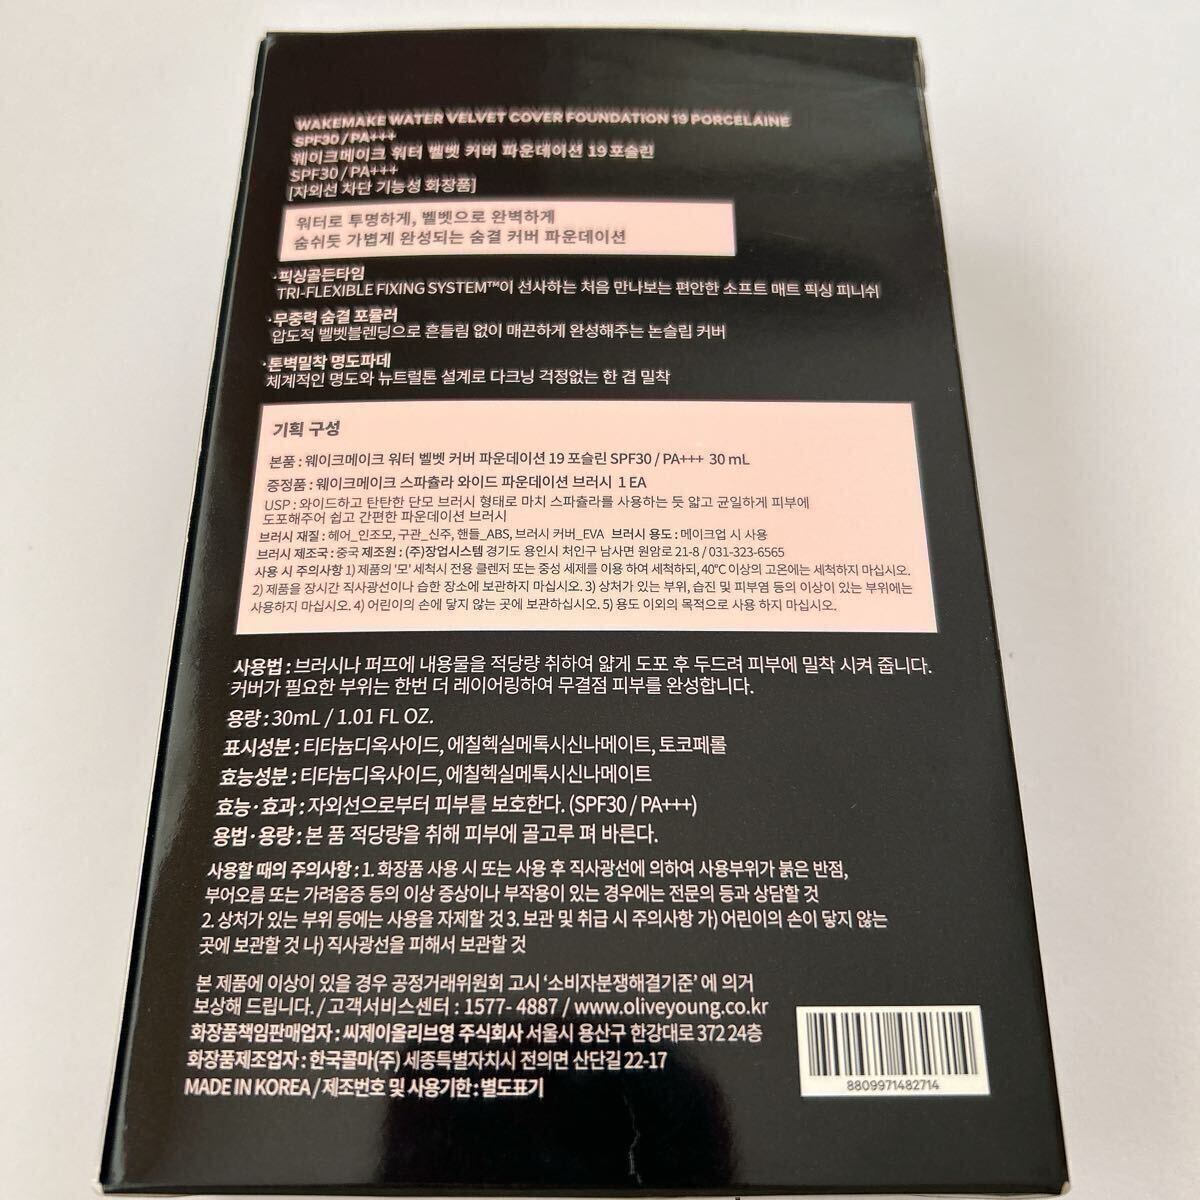 WAKEMAKE WATER VELVET COVER FOUNDATION 19 PORCELAINE
SPF30 / PA+++
웨이크메이크 워터 벨벳 커버 파운데이션 19 포슬린
SPF30 / PA+++
[자외선 차단 기능성 화장품]
워터로 투명하게, 벨벳으로 완벽하게
숨쉬듯 가볍게 완성되는 숨결 커버 파운데이션
·픽싱골든타임
TRI-FLEXIBLE FIXING SYSTEM™이 선사하는 처음 만나보는 편안한 소프트 매트 픽싱 피니쉬
·무중력 숨결 포뮬러
압도적 벨벳블렌딩으로 흔들림 없이 매끈하게 완성해주는 논슬립 커버
·톤벽밀착 명도파데
체계적인 명도와 뉴트럴톤 설계로 다크닝 걱정없는 한 겹 밀착
기획 구성
본품 : 웨이크메이크 워터 벨벳 커버 파운데이션 19 포슬린 SPF30 / PA+++ 30 mL
증정품 : 웨이크메이크 스파츌라 와이드 파운데이션 브러시 1 EA
USP : 와이드하고 탄탄한 단모 브러시 형태로 마치 스파츌라를 사용하는 듯 얇고 균일하게 피부에
도포해주어 쉽고 간편한 파운데이션 브러시
브러시 재질 : 헤어_인조모, 구관_신주, 핸들_ABS, 브러시 커버_EVA 브러시 용도 : 메이크업 시 사용
브러시 제조국 : 중국 제조원 : (주)장업시스템 경기도 용인시 처인구 남사면 원암로 21-8 / 031-323-6565
사용 시 주의사항 1) 제품의 '모' 세척시 전용 클렌저 또는 중성 세제를 이용 하여 세척하되, 40℃ 이상의 고온에는 세척하지 마십시오.
2) 제품을 장시간 직사광선이나 습한 장소에 보관하지 마십시오. 3) 상처가 있는 부위, 습진 및 피부염 등의 이상이 있는 부위에는
사용하지 마십시오. 4) 어린이의 손에 닿지 않는 곳에 보관하십시오. 5) 용도 이외의 목적으로 사용 하지 마십시오.
사용법 : 브러시나 퍼프에 내용물을 적당량 취하여 얇게 도포 후 두드려 피부에 밀착 시켜 줍니다.
커버가 필요한 부위는 한번 더 레이어링하여 무결점 피부를 완성합니다.
용량 : 30mL / 1.01 FL OZ.
표시성분 : 티타늄디옥사이드, 에칠헥실메톡시신나메이트, 토코페롤
효능성분 : 티타늄디옥사이드, 에칠헥실메톡시신나메이트
효능·효과 : 자외선으로부터 피부를 보호한다. (SPF30 / PA+++)
용법·용량 : 본 품 적당량을 취해 피부에 골고루 펴 바른다.
사용할 때의 주의사항 : 1. 화장품 사용 시 또는 사용 후 직사광선에 의하여 사용부위가 붉은 반점,
부어오름 또는 가려움증 등의 이상 증상이나 부작용이 있는 경우에는 전문의 등과 상담할 것
2. 상처가 있는 부위 등에는 사용을 자제할 것 3. 보관 및 취급 시 주의사항 가) 어린이의 손이 닿지 않는
곳에 보관할 것 나) 직사광선을 피해서 보관할 것
본 제품에 이상이 있을 경우 공정거래위원회 고시 '소비자분쟁해결기준' 에 의거
보상해 드립니다. / 고객서비스센터 : 1577- 4887 / www.oliveyoung.co.kr
화장품책임판매업자 : 씨제이올리브영 주식회사 서울시 용산구 한강대로 372 24층
화장품제조업자 : 한국콜마(주) 세종특별자치시 전의면 산단길 22-17
MADE IN KOREA / 제조번호 및 사용기한 : 별도표기
8809971482714